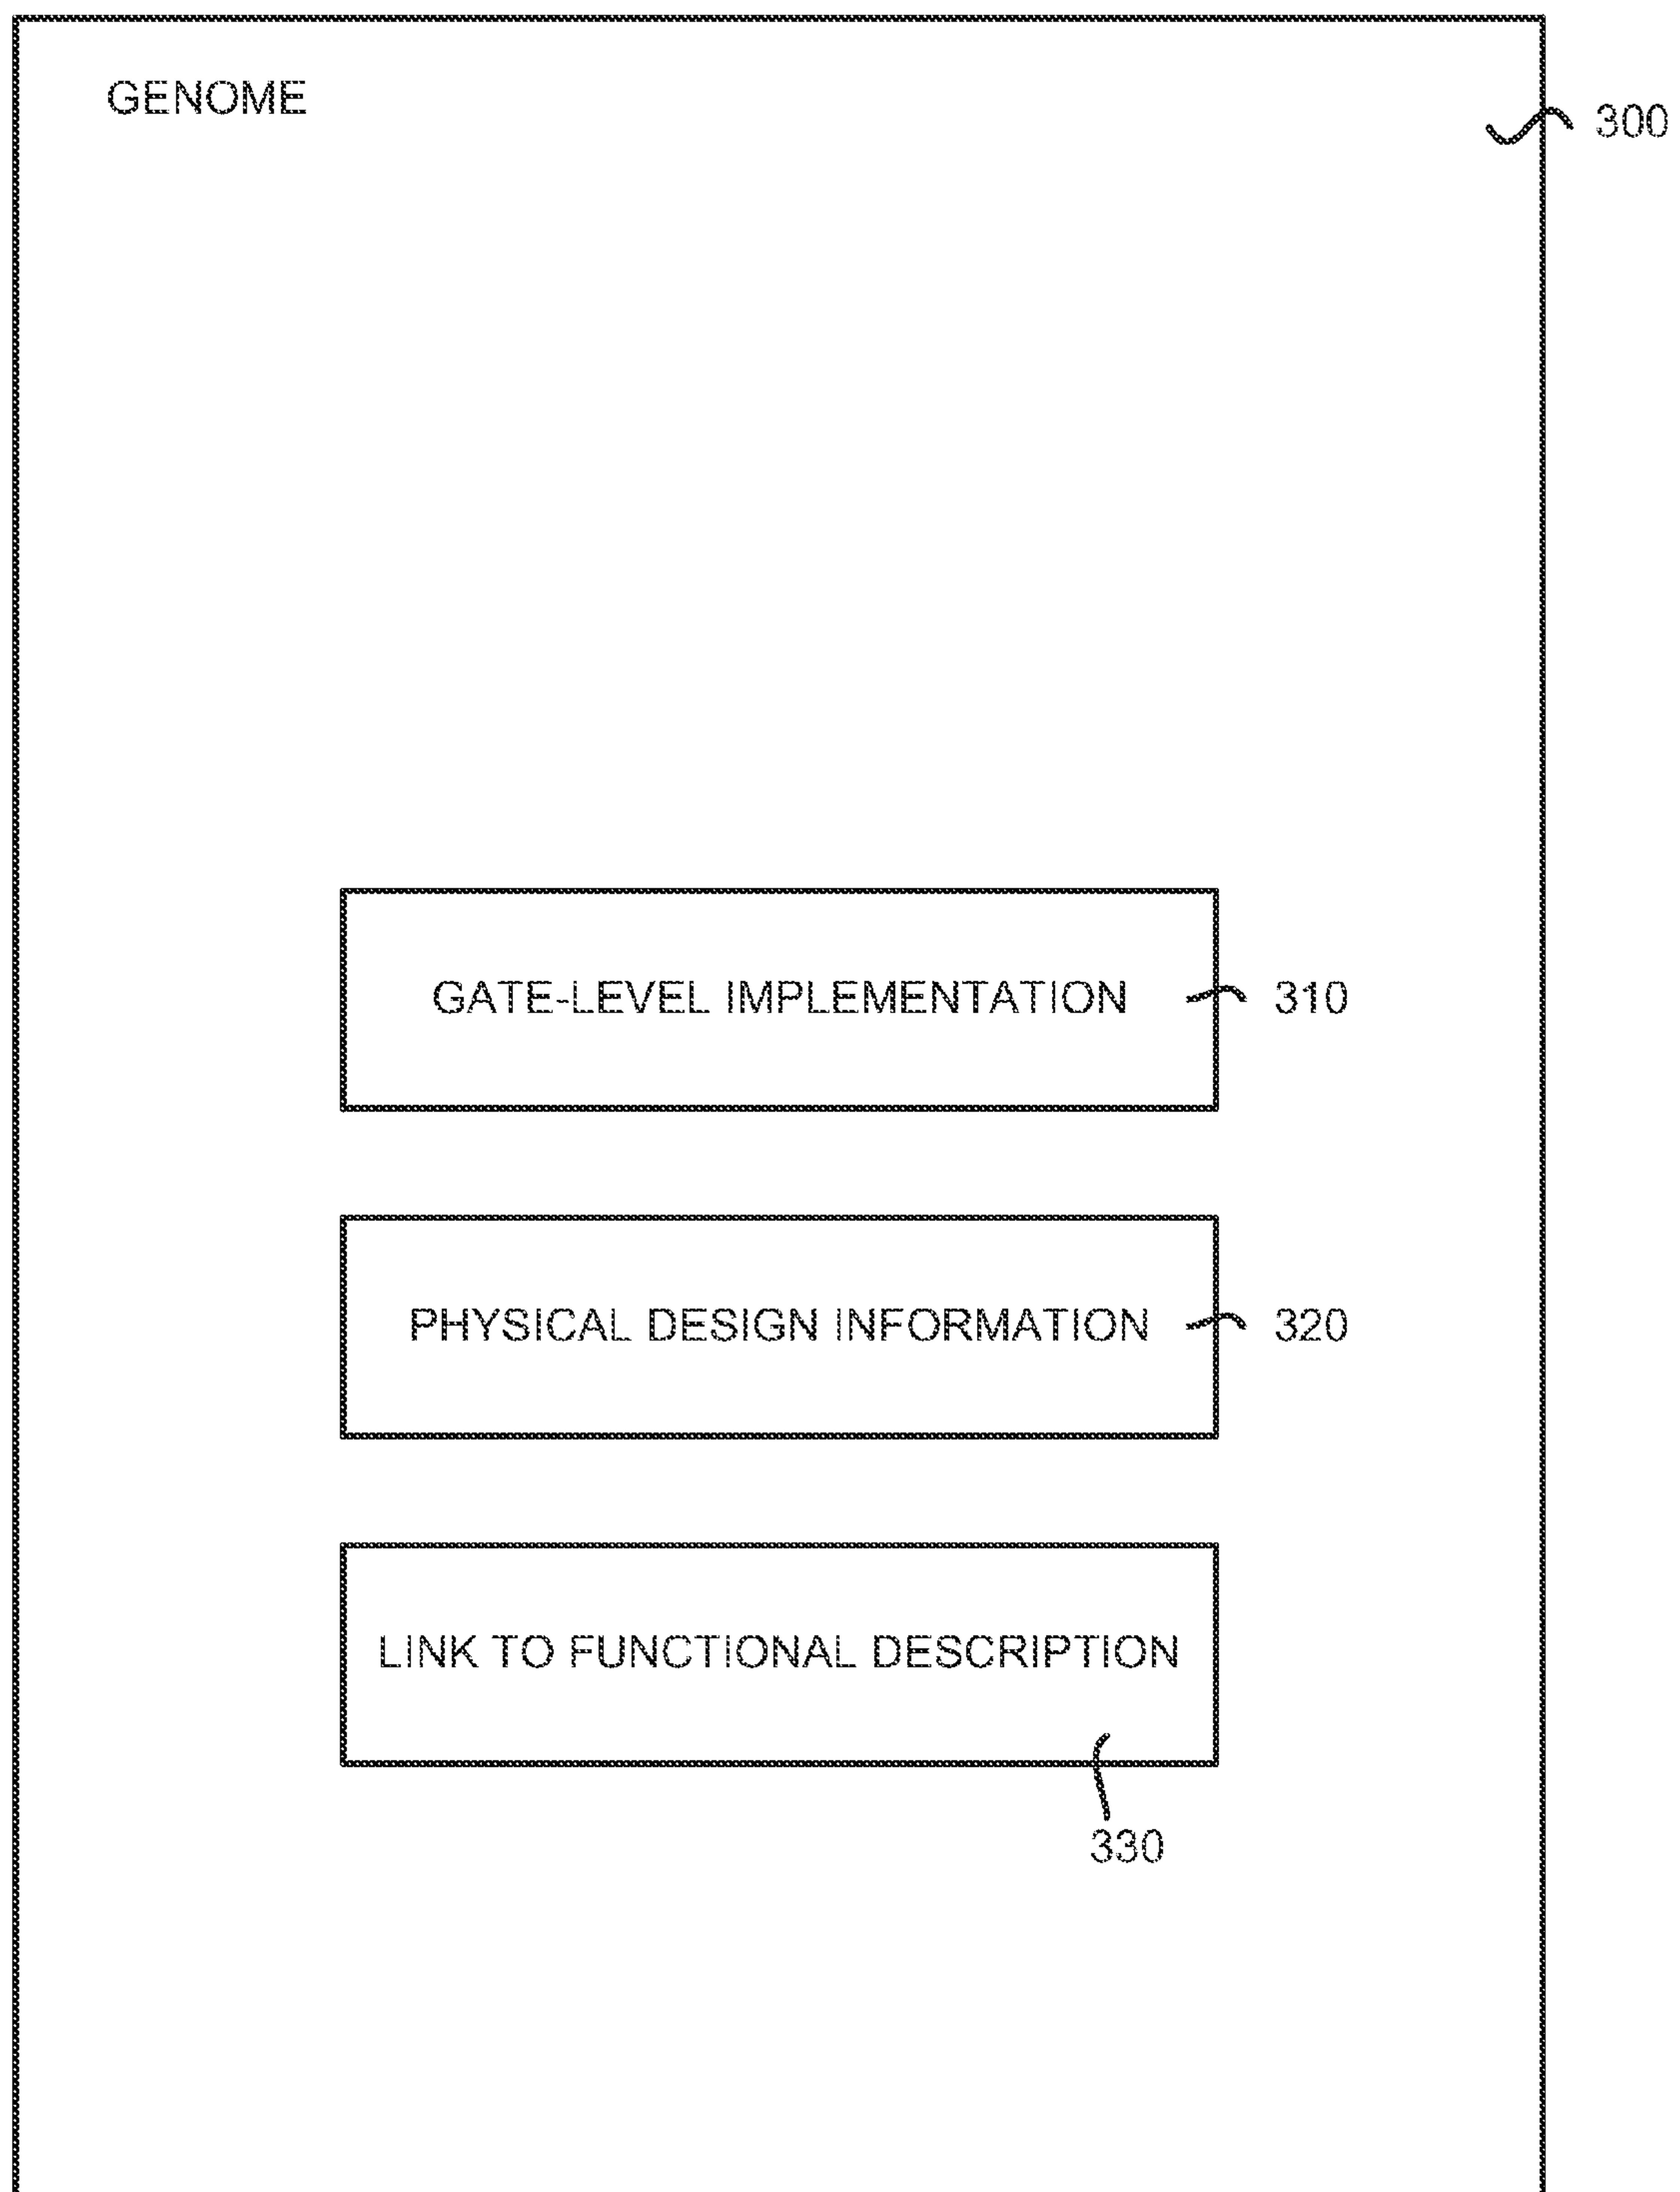 GENOME
300
GATE-LEVEL IMPLEMENTATION 310
PHYSICAL DESIGN INFORMATION 320
LINK TO FUNCTIONAL DESCRIPTION
330